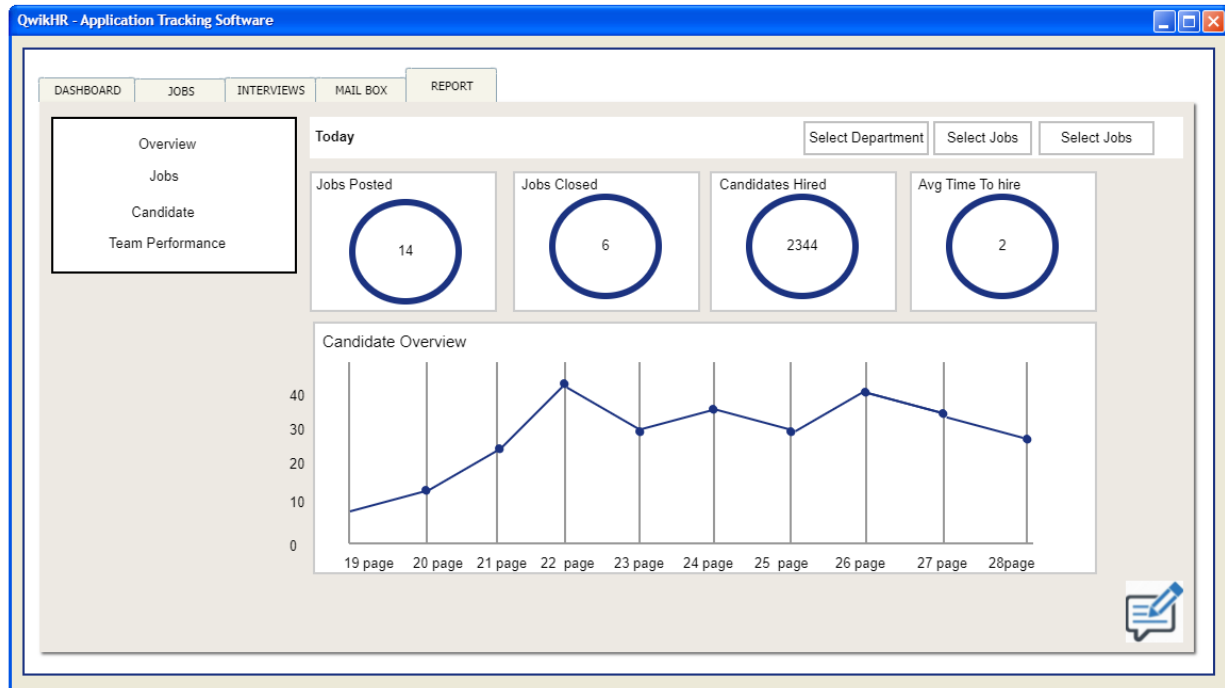 QwikHR - Application Tracking Software
DASHBOARD JOBS INTERVIEWS MAIL BOX REPORT
Overview
Jobs
Candidate
Team Performance
Today Select Department Select Jobs Select Jobs
Jobs Posted Jobs Closed Candidates Hired Avg Time To hire
14 6 2344 2
Candidate Overview
40
30
20
10
0
19 page 20 page 21 page 22 page 23 page 24 page 25 page 26 page 27 page 28page